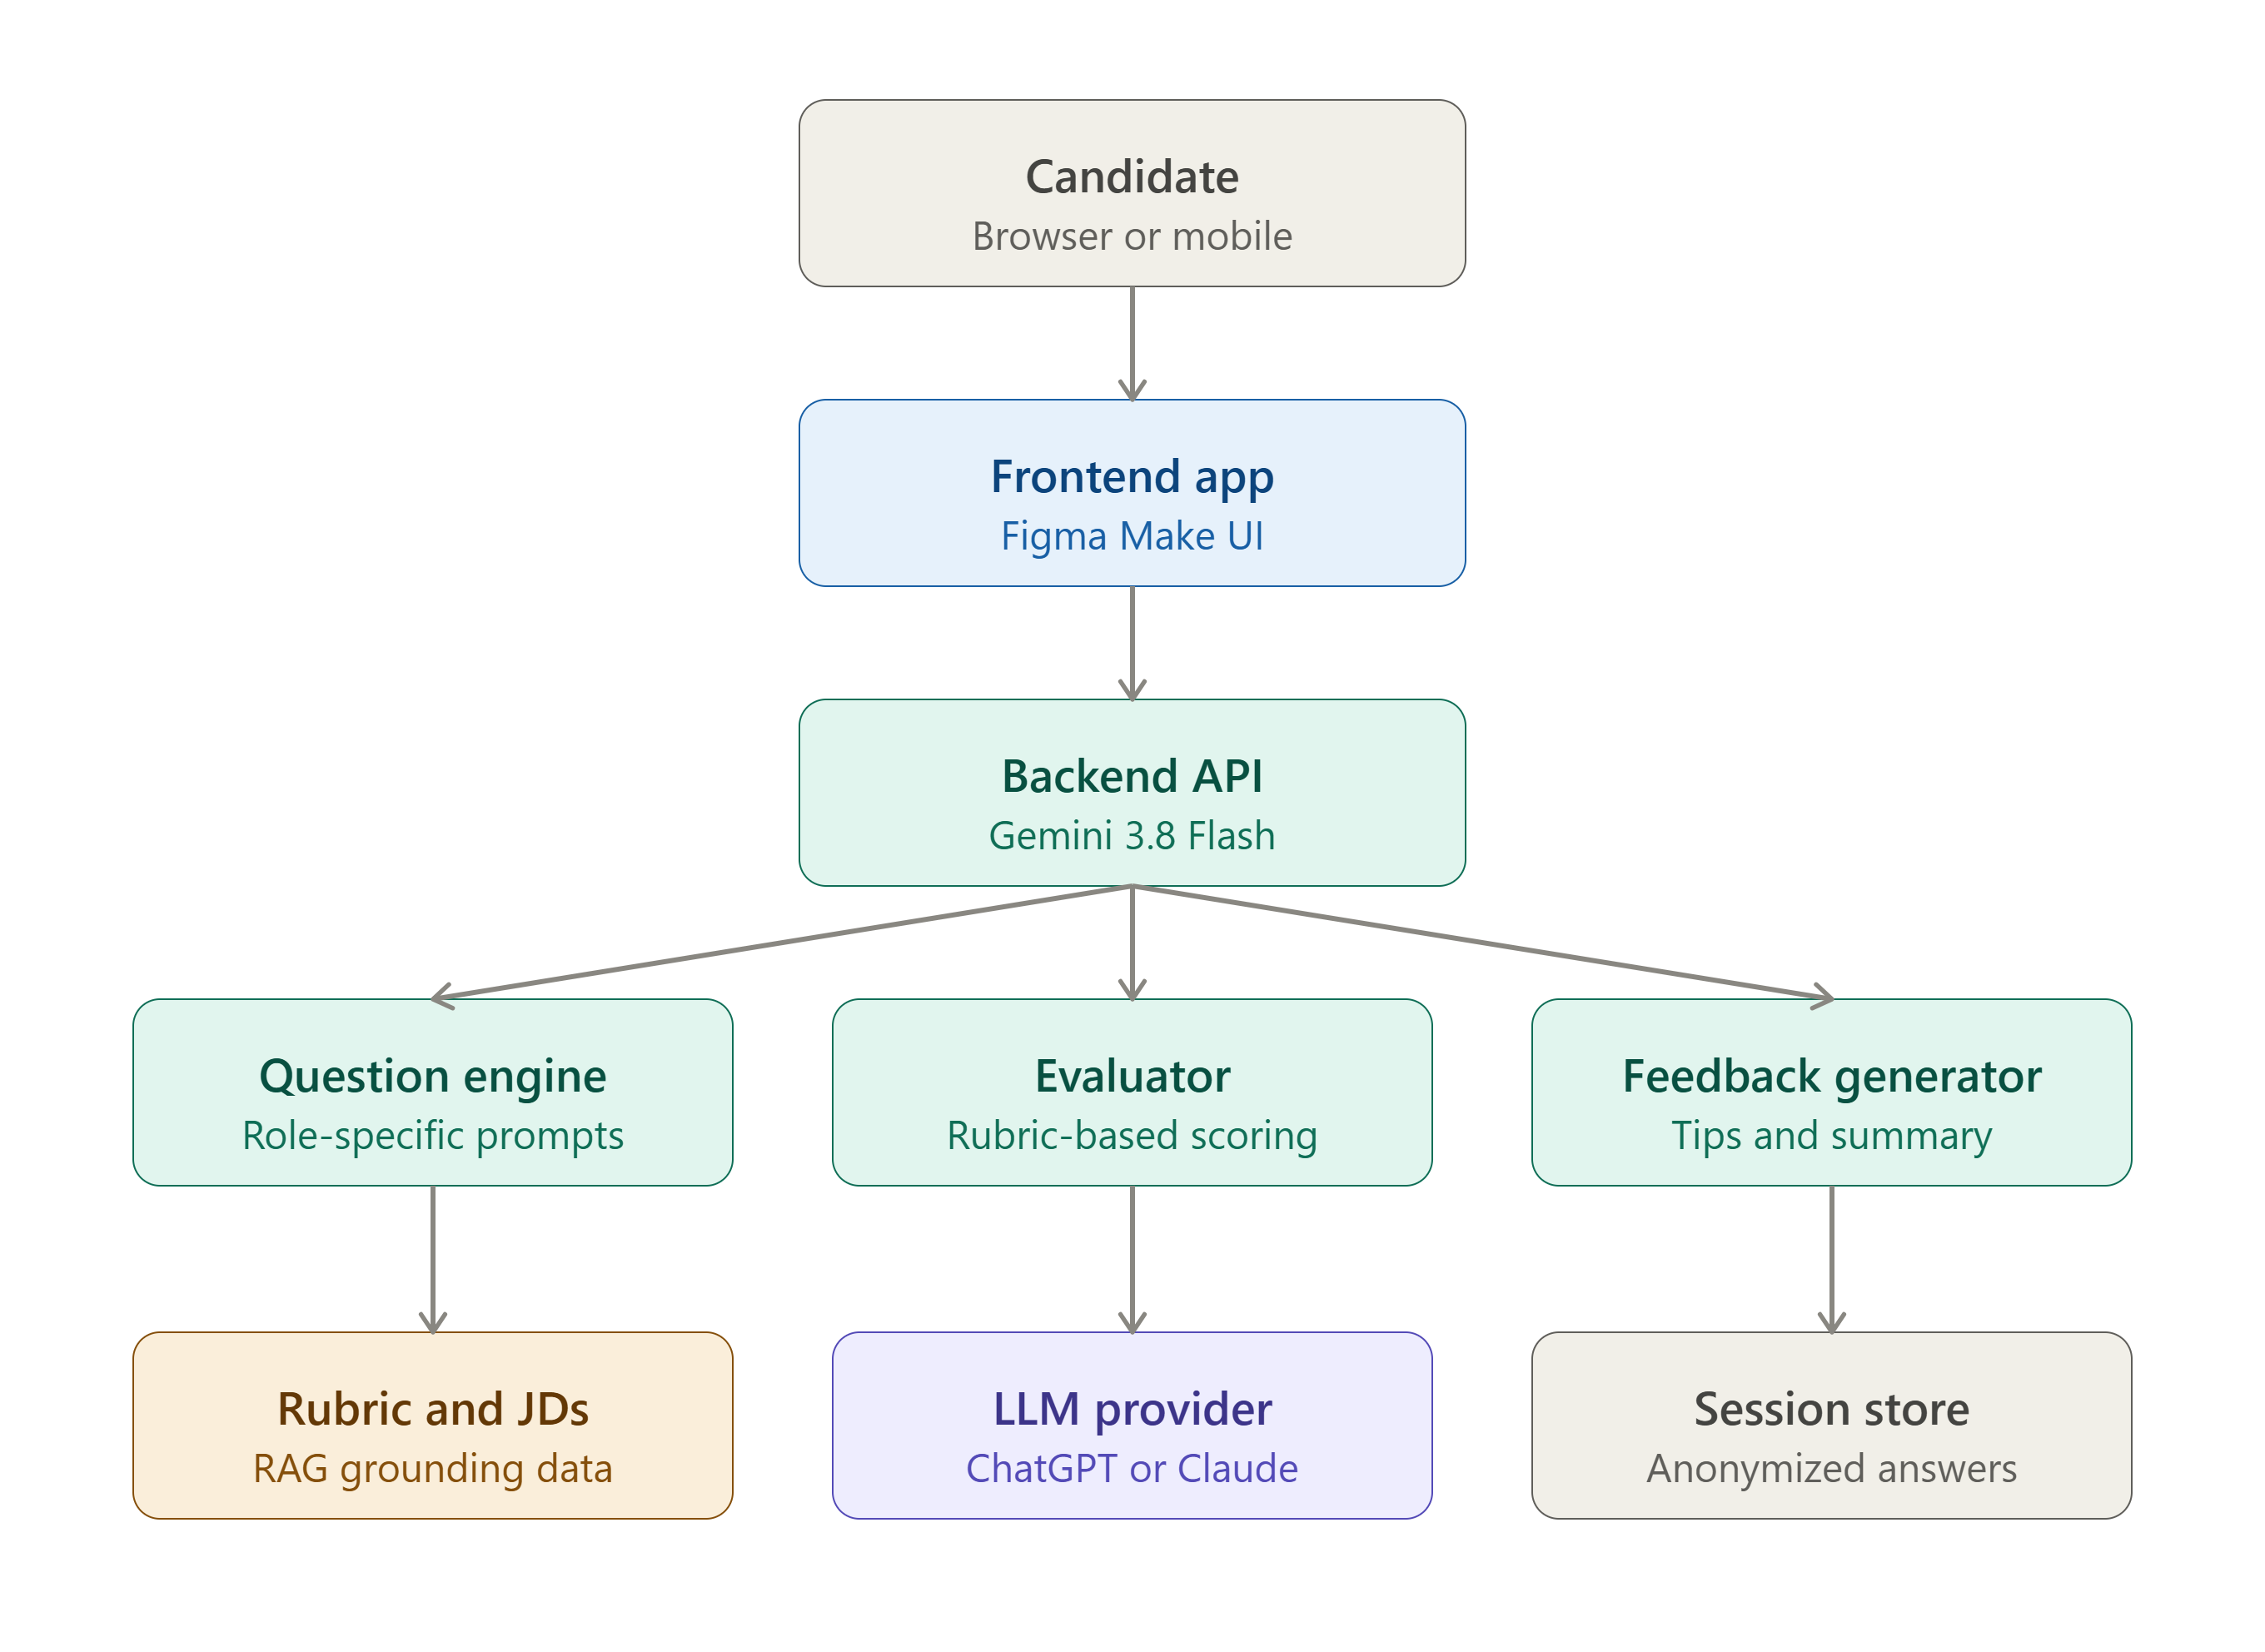 Candidate
Browser or mobile
Frontend app
Figma Make UI
Backend API
Gemini 3.8 Flash
Question engine
Role-specific prompts
Evaluator
Rubric-based scoring
Feedback generator
Tips and summary
Rubric and JDs
RAG grounding data
LLM provider
ChatGPT or Claude
Session store
Anonymized answers